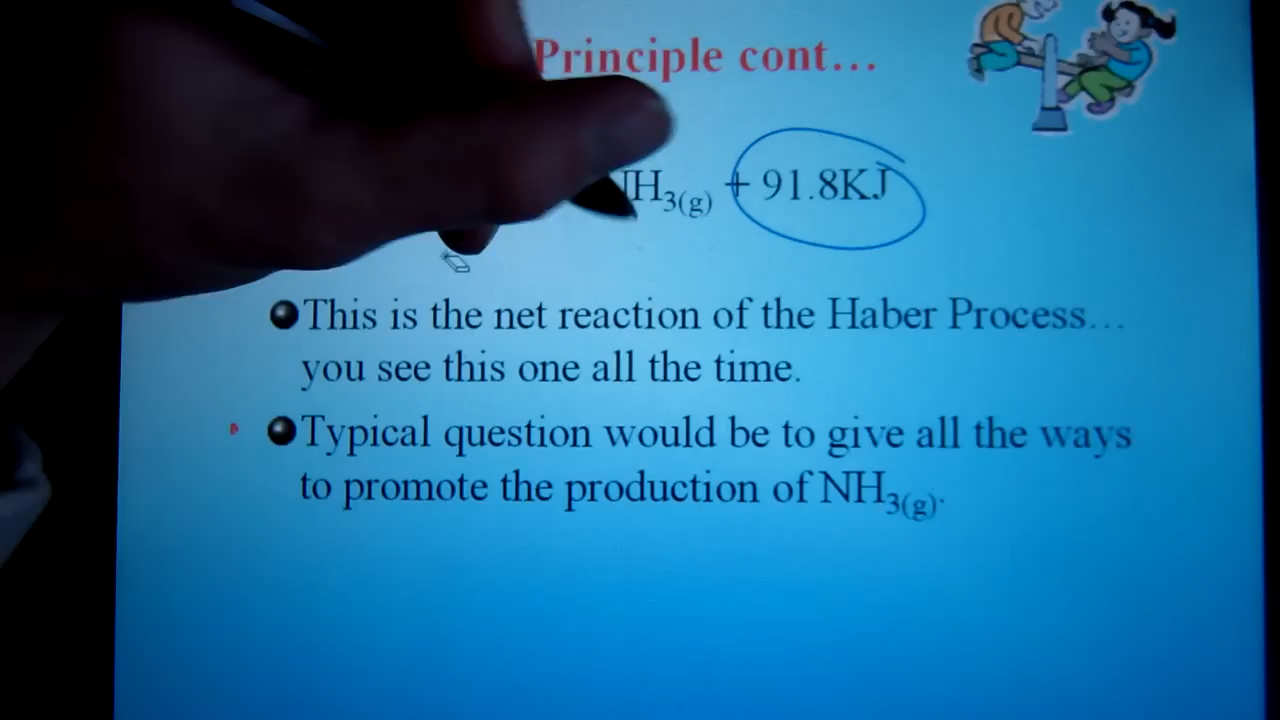 Principle cont...
H₃(g) + 91.8KJ
This is the net reaction of the Haber Process...
you see this one all the time.
Typical question would be to give all the ways
to promote the production of NH₃(g).